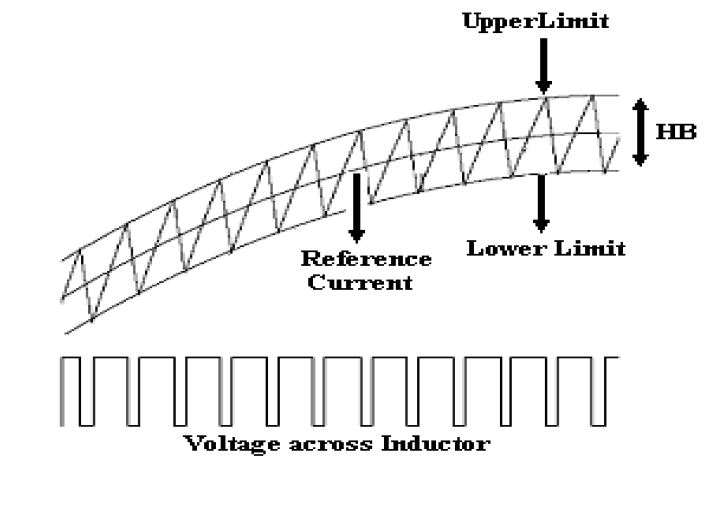 UpperLimit
HB
Reference
Current
Lower Limit
Voltage across Inductor